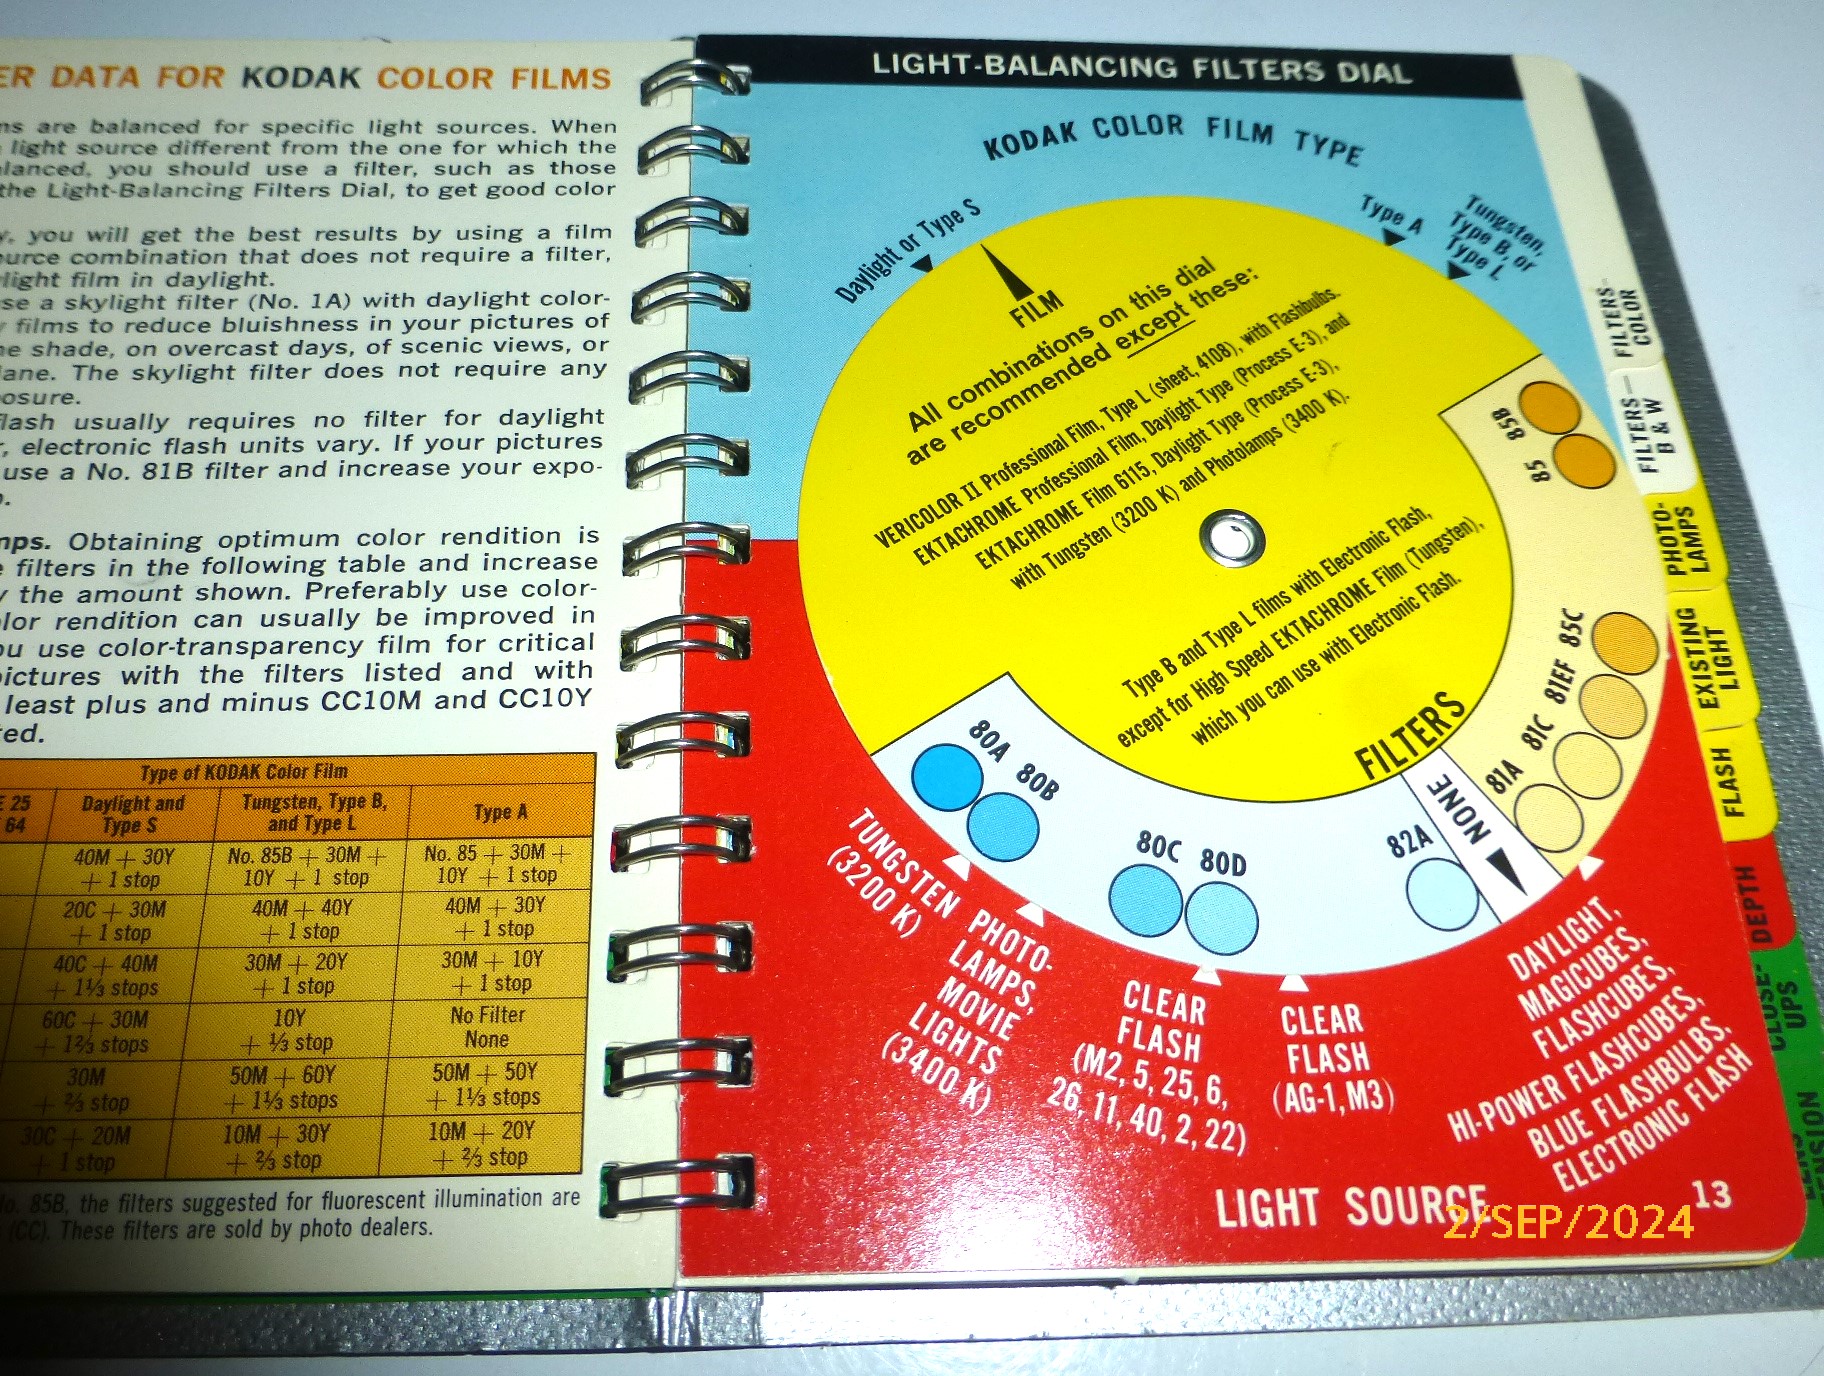 ER DATA FOR KODAK COLOR FILMS
ns are balanced for specific light sources. When
light source different from the one for which the
lanced, you should use a filter, such as those
the Light-Balancing Filters Dial, to get good color
y, you will get the best results by using a film
ource combination that does not require a filter,
light film in daylight.
se a skylight filter (No. 1A) with daylight color-
y films to reduce bluishness in your pictures of
ne shade, on overcast days, of scenic views, or
lane. The skylight filter does not require any
posure.
flash usually requires no filter for daylight
r, electronic flash units vary. If your pictures
use a No. 81B filter and increase your expo-
mps. Obtaining optimum color rendition is
e filters in the following table and increase
y the amount shown. Preferably use color-
olor rendition can usually be improved in
ou use color-transparency film for critical
pictures with the filters listed and with
least plus and minus CC10M and CC10Y
ted.
Type of KODAK Color Film
E 25
64
Daylight and
Type S
Tungsten, Type B,
and Type L
Type A
40M + 30Y
+ 1 stop
No. 85B + 30M +
10Y + 1 stop
No. 85 + 30M +
10Y + 1 stop
20C + 30M
+ 1 stop
40M + 40Y
+ 1 stop
40M + 30Y
+ 1 stop
40C + 40M
+ 1⅓ stops
30M + 20Y
+ 1 stop
30M + 10Y
+ 1 stop
60C + 30M
+ 1⅔ stops
10Y
+ ⅓ stop
No Filter
None
30M
+ ⅔ stop
50M + 60Y
+ 1⅓ stops
50M + 50Y
+ 1⅓ stops
30C + 20M
+ 1 stop
10M + 30Y
+ ⅔ stop
10M + 20Y
+ ⅔ stop
No. 85B, the filters suggested for fluorescent illumination are
(CC). These filters are sold by photo dealers.
LIGHT-BALANCING FILTERS DIAL
KODAK COLOR FILM TYPE
Daylight or Type S
Type A
Tungsten,
Type B, or
Type L
FILM
All combinations on this dial
are recommended except these:
VERICOLOR II Professional Film, Type L (sheet, 4108), with Flashbulbs.
EKTACHROME Professional Film, Daylight Type (Process E-3), and
EKTACHROME Film 6115, Daylight Type (Process E-3),
with Tungsten (3200 K) and Photolamps (3400 K).
Type B and Type L films with Electronic Flash,
except for High Speed EKTACHROME Film (Tungsten),
which you can use with Electronic Flash.
FILTERS
85B
85
85C
81EF
81C
81A
NONE
82A
80D
80C
80B
80A
TUNGSTEN
(3200 K)
PHOTO-
LAMPS,
MOVIE
LIGHTS
(3400 K)
CLEAR
FLASH
(M2, 5, 25, 6,
26, 11, 40, 2, 22)
CLEAR
FLASH
(AG-1, M3)
DAYLIGHT,
MAGICUBES,
FLASHCUBES,
HI-POWER FLASHCUBES,
BLUE FLASHBULBS,
ELECTRONIC FLASH
LIGHT SOURCE
13
FILTERS-
COLOR
FILTERS—
B & W
PHOTO-
LAMPS
EXISTING
LIGHT
FLASH
DEPTH
CLOSE-
UPS
2/SEP/2024